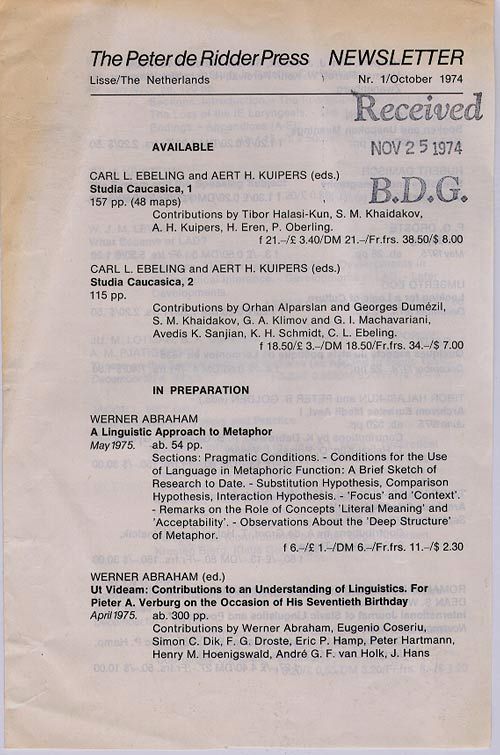 The Peter de Ridder Press NEWSLETTER
Lisse/The Netherlands Nr. 1/October 1974
Received
NOV 25 1974
B.D.G.
AVAILABLE
CARL L. EBELING and AERT H. KUIPERS (eds.)
Studia Caucasica, 1
157 pp. (48 maps)
Contributions by Tibor Halasi-Kun, S. M. Khaidakov,
A. H. Kuipers, H. Eren, P. Oberling.
f 21.–/£ 3.40/DM 21.–/Fr.frs. 38.50/$ 8.00
CARL L. EBELING and AERT H. KUIPERS (eds.)
Studia Caucasica, 2
115 pp.
Contributions by Orhan Alparslan and Georges Dumézil,
S. M. Khaidakov, G. A. Klimov and G. I. Machavariani,
Avedis K. Sanjian, K. H. Schmidt, C. L. Ebeling.
f 18.50/£ 3.–/DM 18.50/Fr.frs. 34.–/$ 7.00
IN PREPARATION
WERNER ABRAHAM
A Linguistic Approach to Metaphor
May 1975. ab. 54 pp.
Sections: Pragmatic Conditions. - Conditions for the Use
of Language in Metaphoric Function: A Brief Sketch of
Research to Date. - Substitution Hypothesis, Comparison
Hypothesis, Interaction Hypothesis. - 'Focus' and 'Context'.
- Remarks on the Role of Concepts 'Literal Meaning' and
'Acceptability'. - Observations About the 'Deep Structure'
of Metaphor.
f 6.–/£ 1.–/DM 6.–/Fr.frs. 11.–/$ 2.30
WERNER ABRAHAM (ed.)
Ut Videam: Contributions to an Understanding of Linguistics. For
Pieter A. Verburg on the Occasion of His Seventieth Birthday
April 1975. ab. 300 pp.
Contributions by Werner Abraham, Eugenio Coseriu,
Simon C. Dik, F. G. Droste, Eric P. Hamp, Peter Hartmann,
Henry M. Hoenigswald, André G. F. van Holk, J. Hans